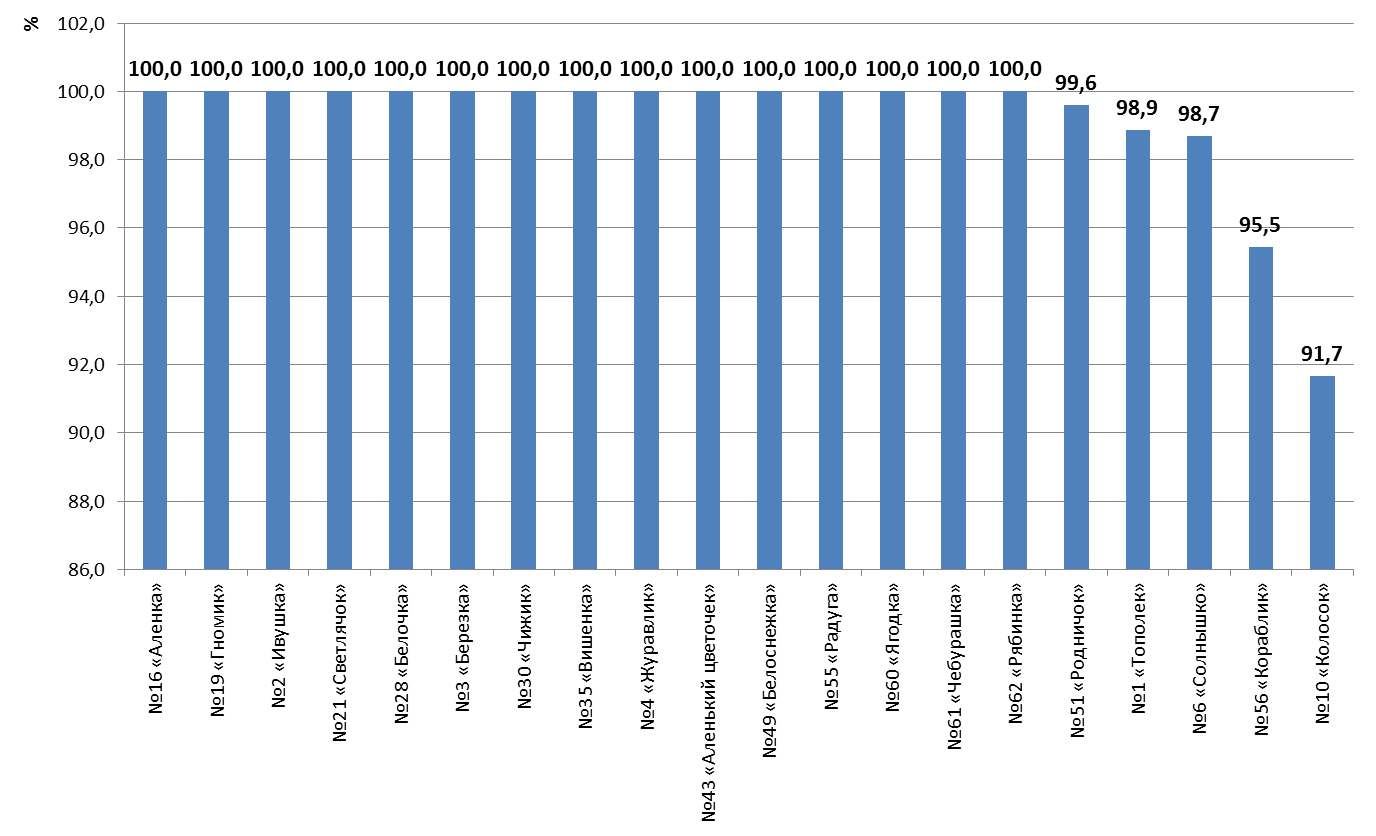 %
102,0
100,0
98,0
96,0
94,0
92,0
90,0
88,0
86,0
100,0 100,0 100,0 100,0 100,0 100,0 100,0 100,0 100,0 100,0 100,0 100,0 100,0 100,0 100,0 99,6 98,9 98,7 95,5 91,7
№16 «Аленка»
№19 «Гномик»
№2 «Ивушка»
№21 «Светлячок»
№28 «Белочка»
№3 «Березка»
№30 «Чижик»
№35 «Вишенка»
№4 «Журавлик»
№43 «Аленький цветочек»
№49 «Белоснежка»
№55 «Радуга»
№60 «Ягодка»
№61 «Чебурашка»
№62 «Рябинка»
№51 «Родничок»
№1 «Тополек»
№6 «Солнышко»
№56 «Кораблик»
№10 «Колосок»